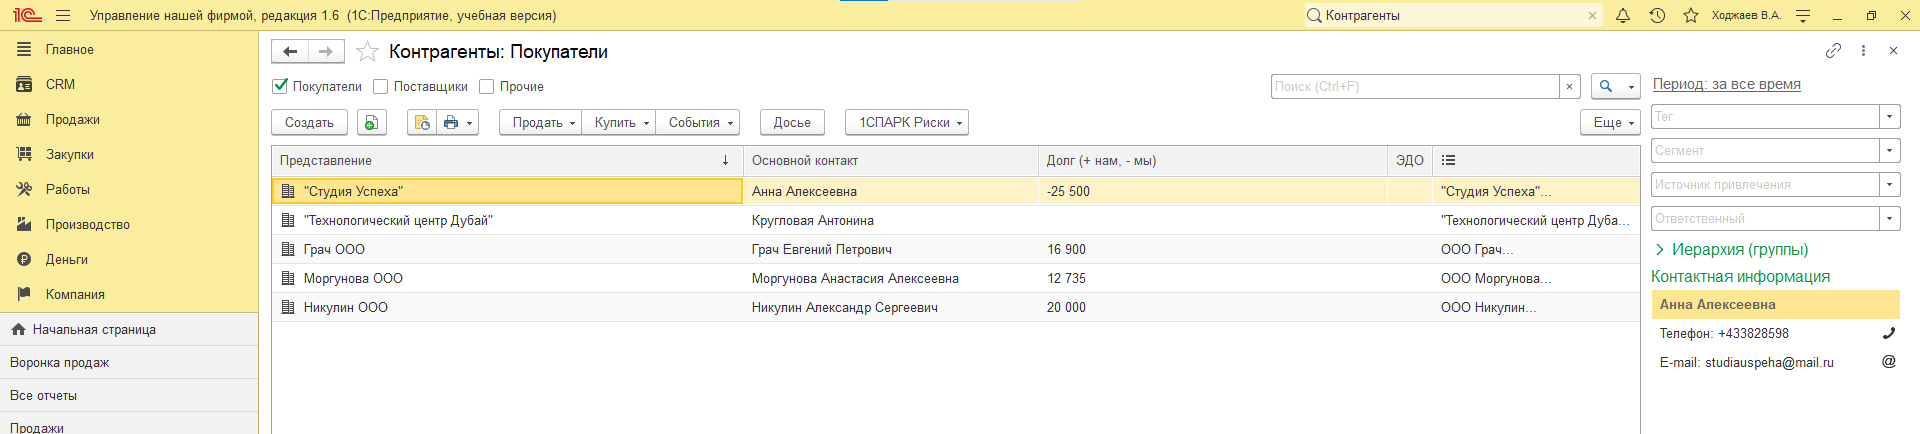 1С Управление нашей фирмой, редакция 1.6 (1С:Предприятие, учебная версия) Контрагенты Ходжаев В.А.
Главное
CRM
Продажи
Закупки
Работы
Производство
Деньги
Компания
Начальная страница
Воронка продаж
Все отчеты
Продажи
Контрагенты: Покупатели
Покупатели Поставщики Прочие Поиск (Ctrl+F)
Создать Продать Купить События Досье 1СПАРК Риски Еще
Представление Основной контакт Долг (+ нам, - мы) ЭДО
"Студия Успеха" Анна Алексеевна -25 500 "Студия Успеха"...
"Технологический центр Дубай" Кругловая Антонина "Технологический центр Дуба...
Грач ООО Грач Евгений Петрович 16 900 ООО Грач...
Моргунова ООО Моргунова Анастасия Алексеевна 12 735 ООО Моргунова...
Никулин ООО Никулин Александр Сергеевич 20 000 ООО Никулин...
Период: за все время
Тег
Сегмент
Источник привлечения
Ответственный
Иерархия (группы)
Контактная информация
Анна Алексеевна
Телефон: +433828598
E-mail: studiauspeha@mail.ru